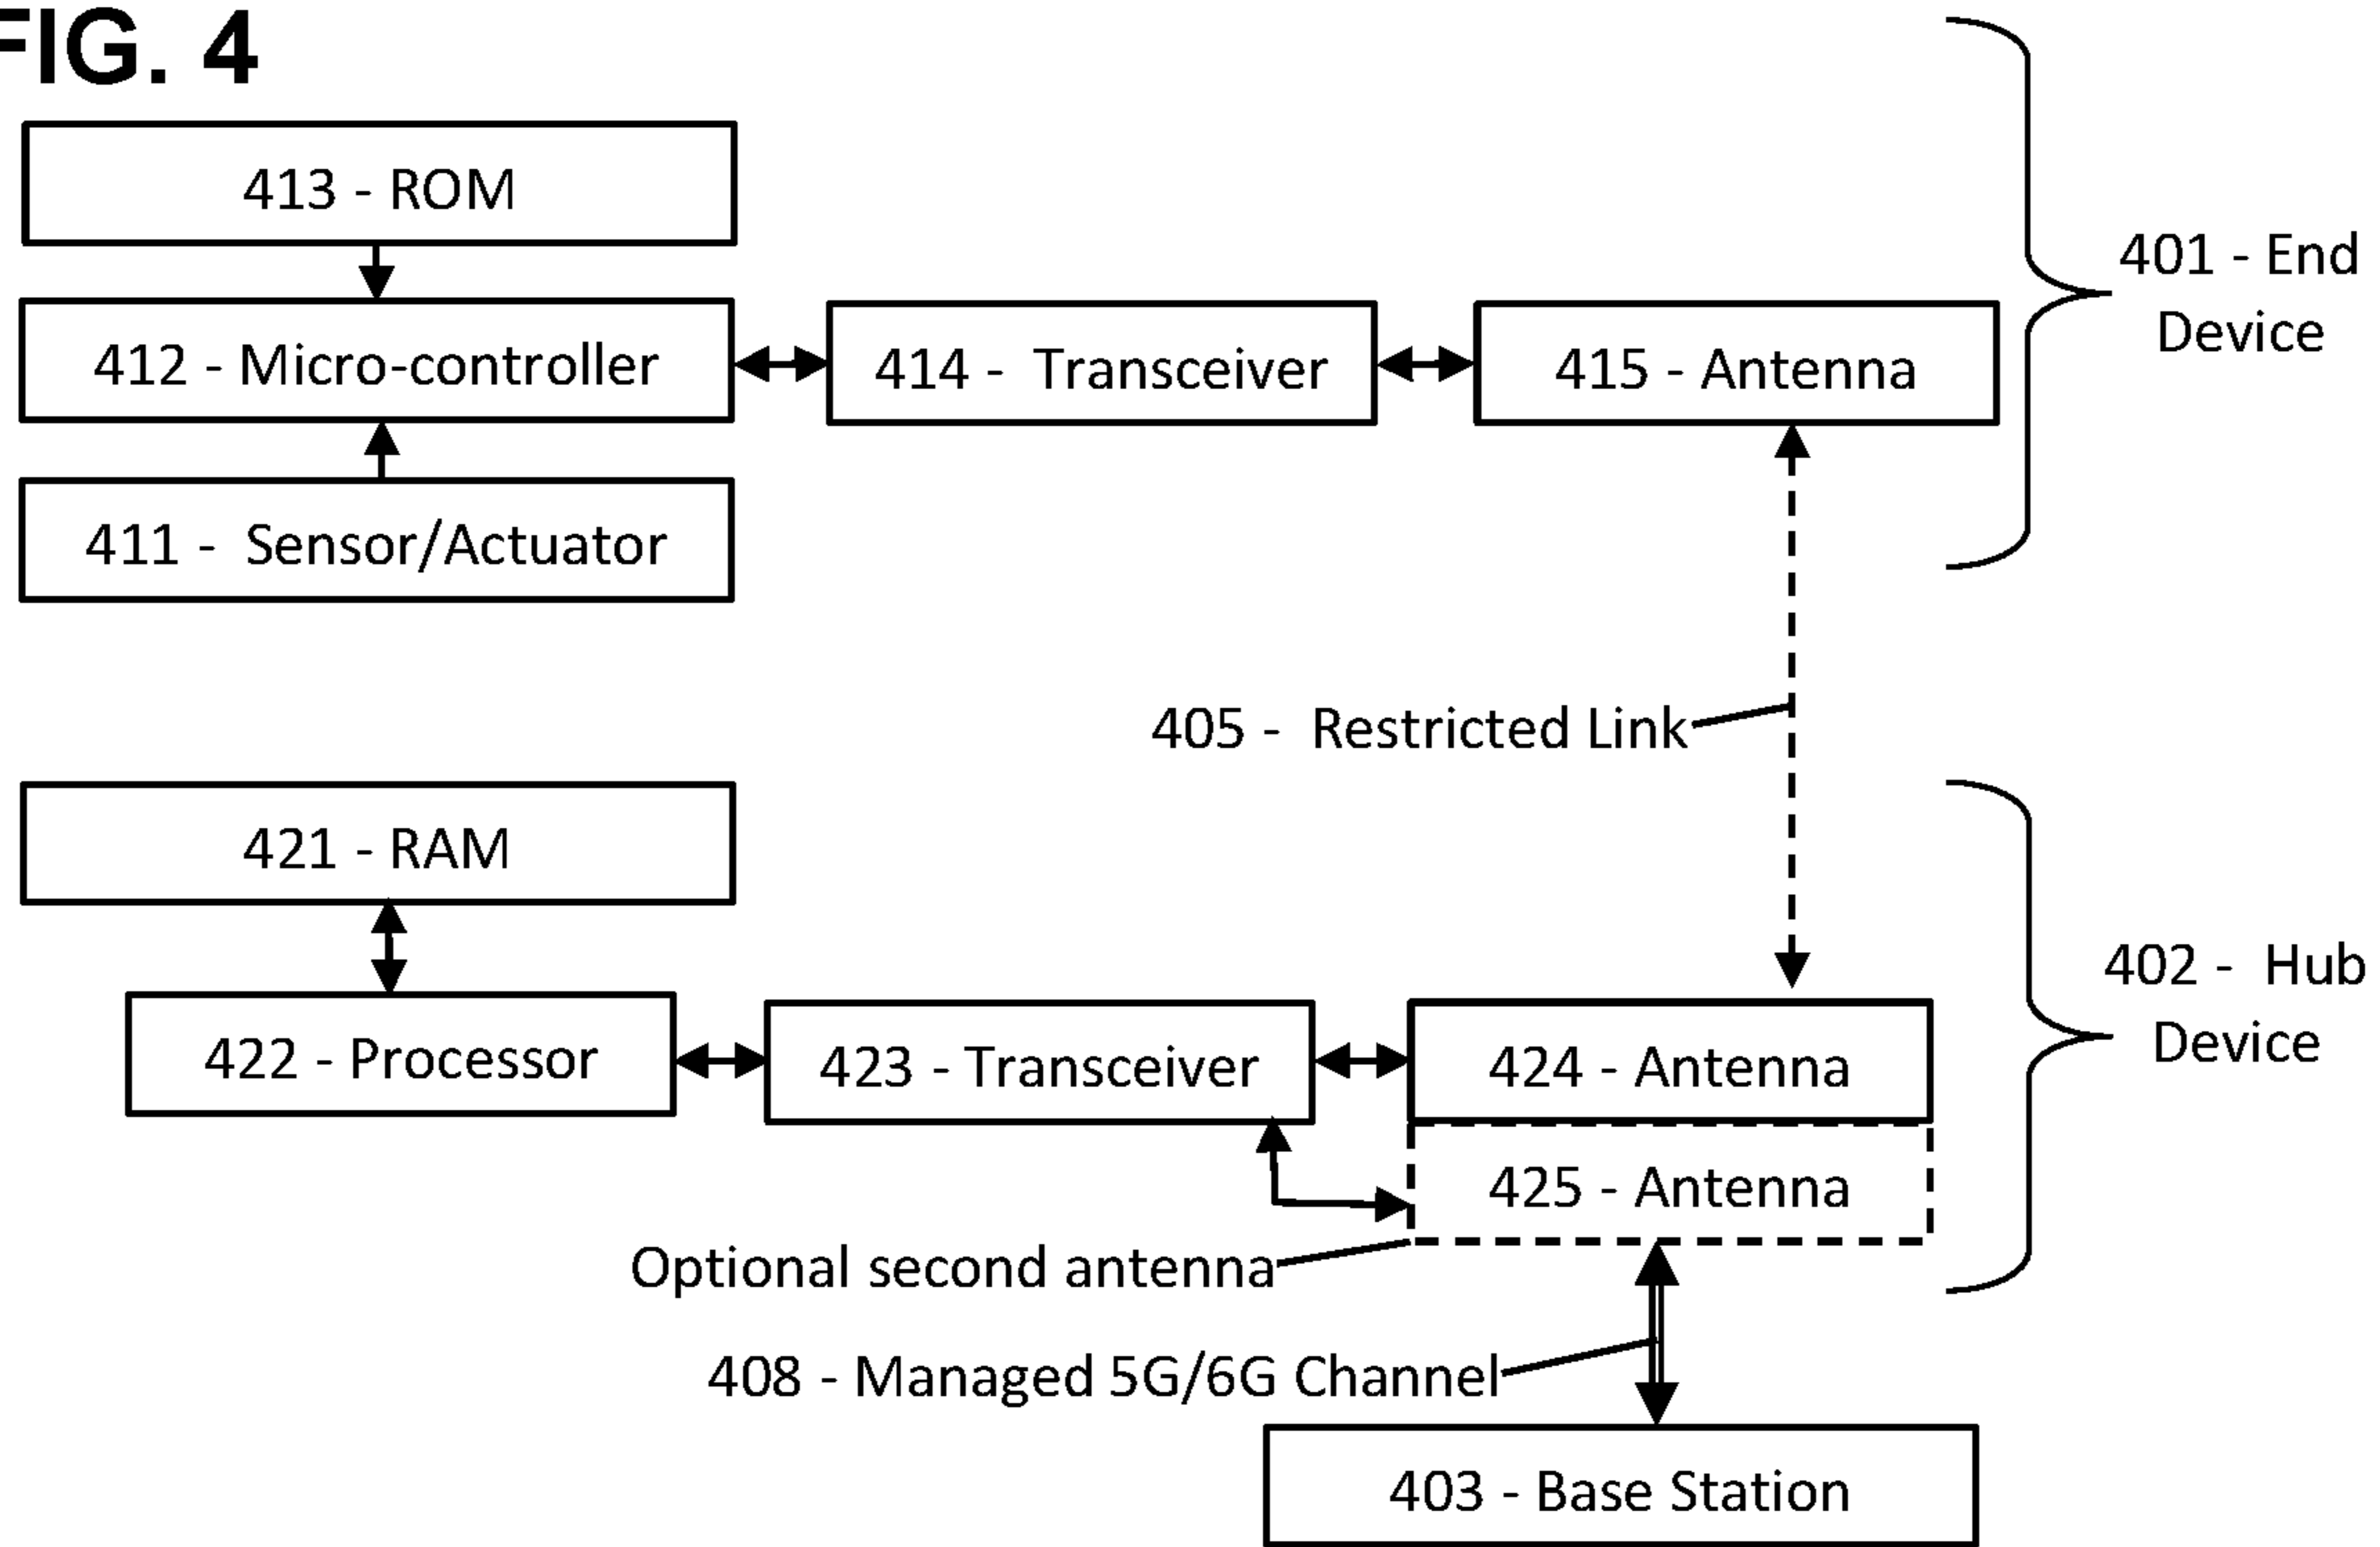 FIG. 4
413 - ROM
401 - End
Device
412 - Micro-controller
414 - Transceiver
415 - Antenna
411 - Sensor/Actuator
405 - Restricted Link
421 - RAM
402 - Hub
Device
422 - Processor
423 - Transceiver
424 - Antenna
425 - Antenna
Optional second antenna
408 - Managed 5G/6G Channel
403 - Base Station